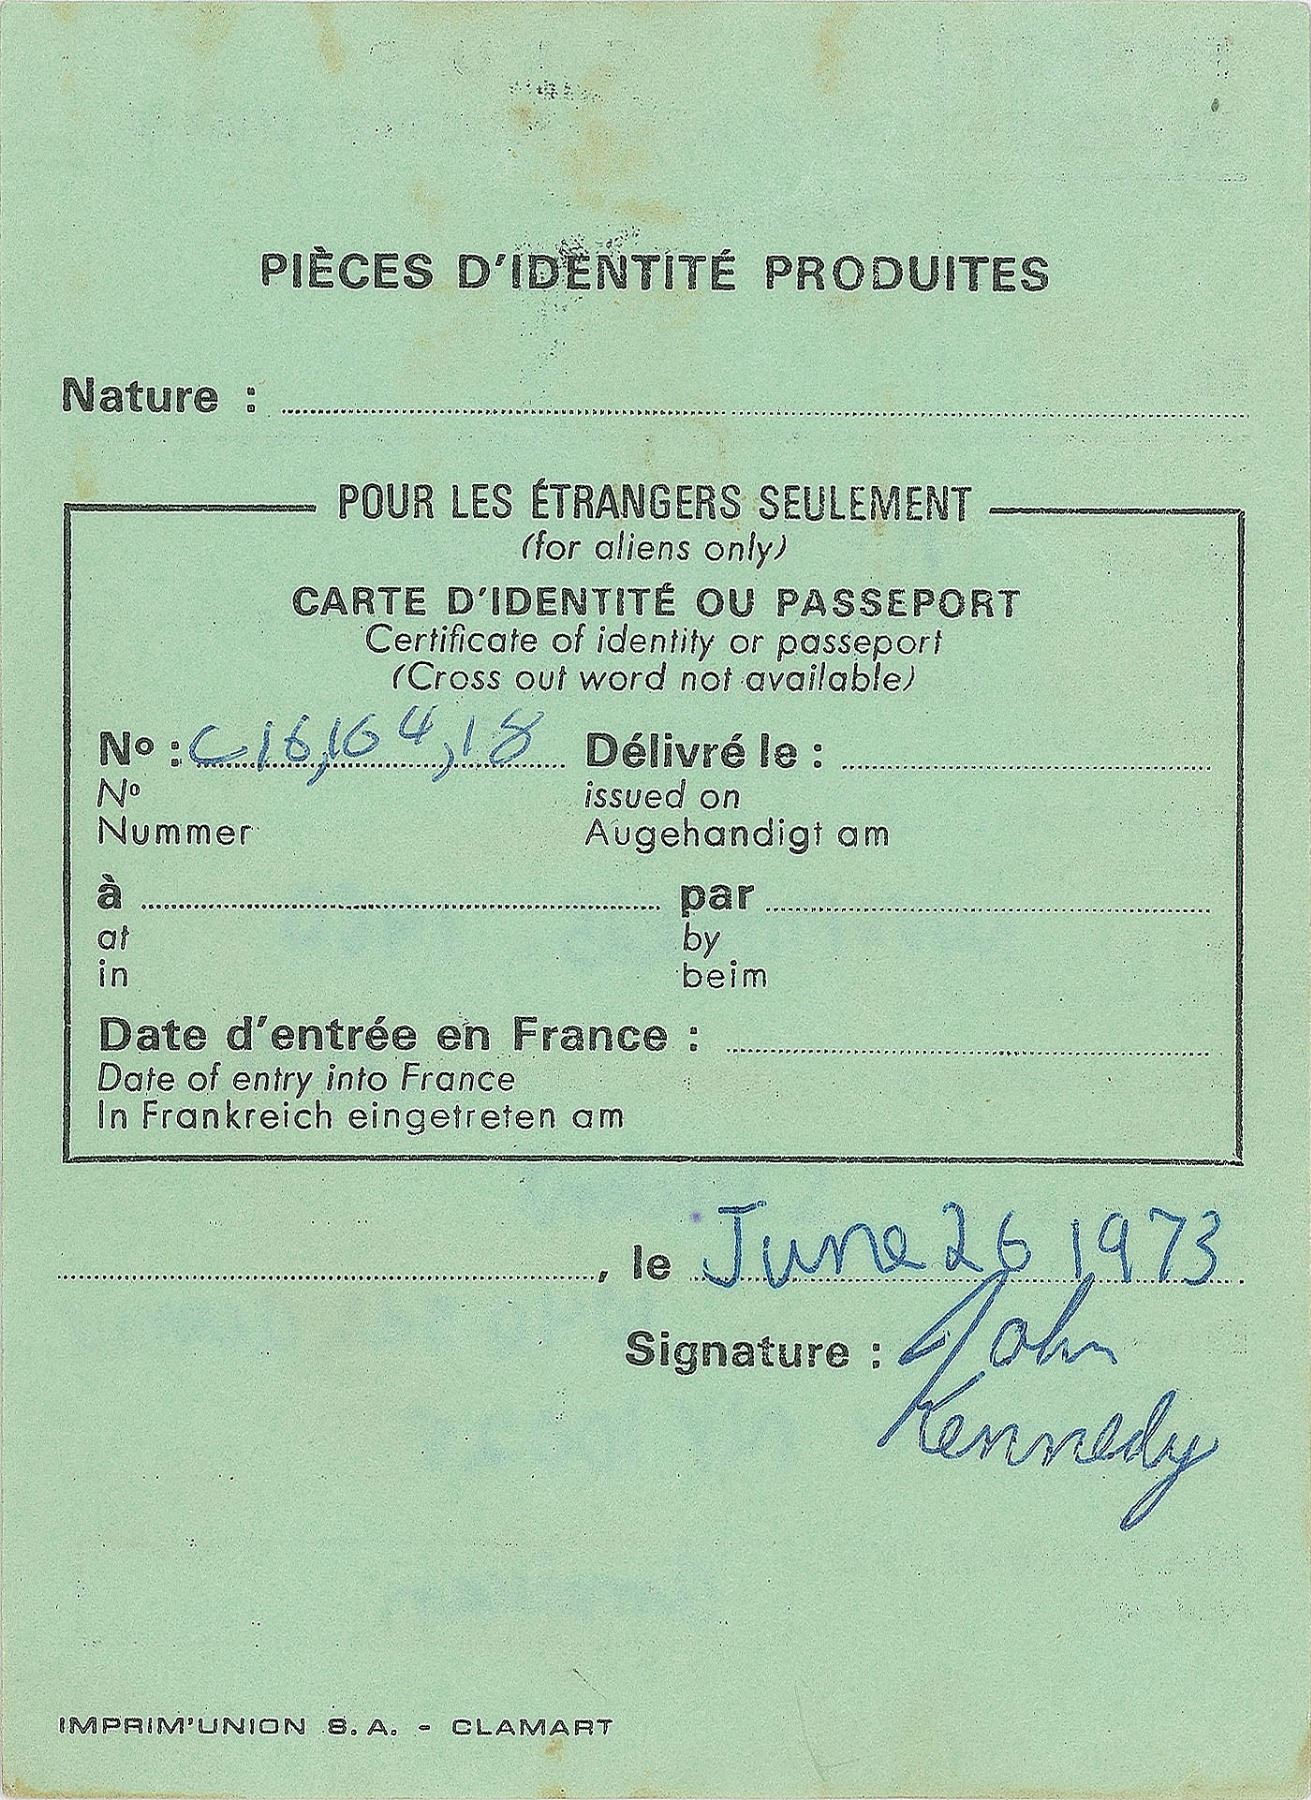 PIÈCES D'IDENTITÉ PRODUITES
Nature :
POUR LES ÉTRANGERS SEULEMENT
(for aliens only)
CARTE D'IDENTITÉ OU PASSEPORT
Certificate of identity or passeport
(Cross out word not available)
No : C16,164,18 Délivré le :
No issued on
Nummer Augehandigt am
à par
at by
in beim
Date d'entrée en France :
Date of entry into France
In Frankreich eingetreten am
, le June 26 1973
Signature : John
Kennedy
IMPRIM'UNION S.A. - CLAMART